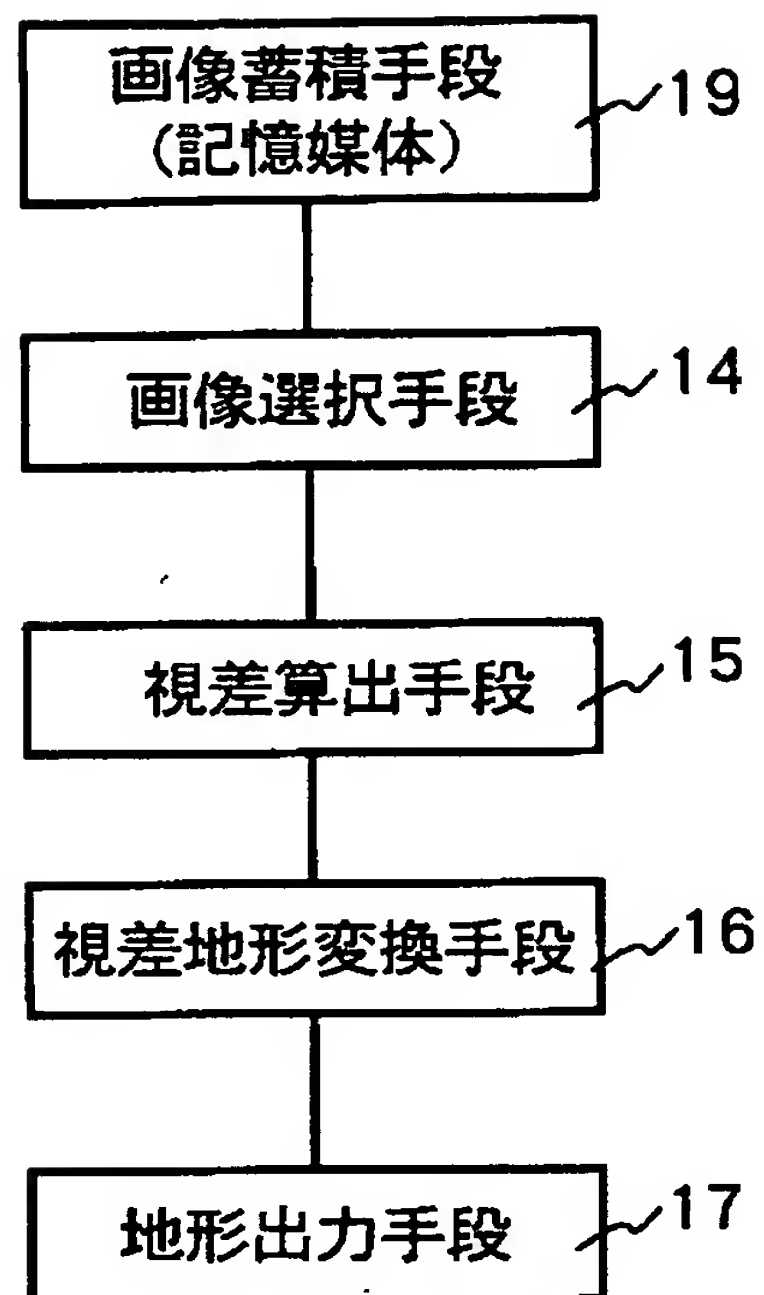 画像蓄積手段
(記憶媒体)
19
画像選択手段
14
視差算出手段
15
視差地形変換手段
16
地形出力手段
17